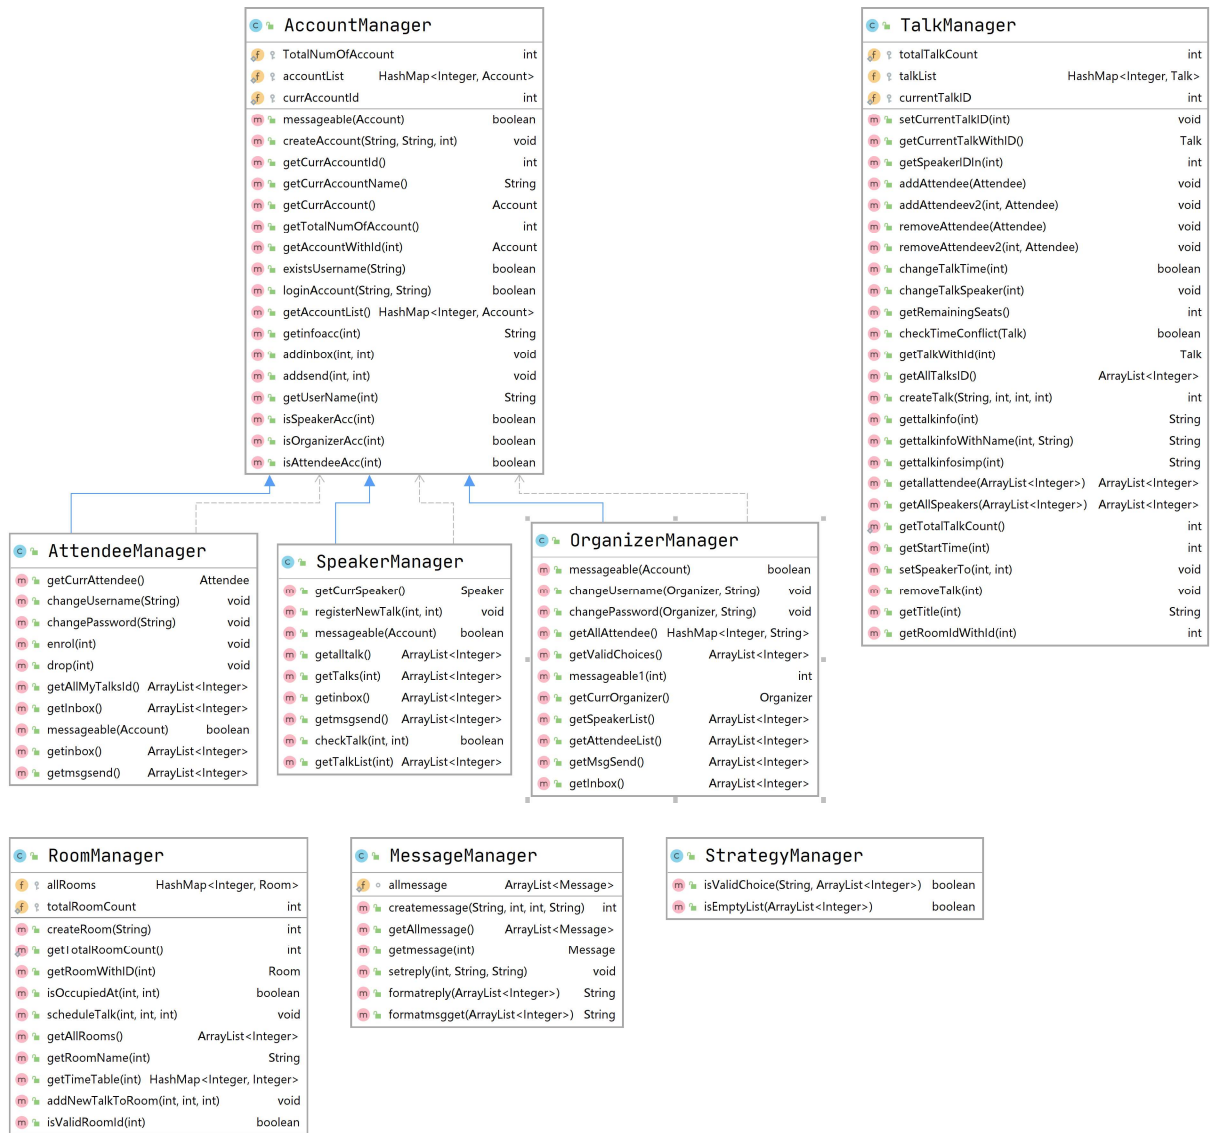 AccountManager
TotalNumOfAccount int
accountList HashMap<Integer, Account>
currAccountId int
messageable(Account) boolean
createAccount(String, String, int) void
getCurrAccountId() int
getCurrAccountName() String
getCurrAccount() Account
getTotalNumOfAccount() int
getAccountWithId(int) Account
existsUsername(String) boolean
loginAccount(String, String) boolean
getAccountList() HashMap<Integer, Account>
getinfoacc(int) String
addinbox(int, int) void
addsend(int, int) void
getUserName(int) String
isSpeakerAcc(int) boolean
isOrganizerAcc(int) boolean
isAttendeeAcc(int) boolean
TalkManager
totalTalkCount int
talkList HashMap<Integer, Talk>
currentTalkID int
setCurrentTalkID(int) void
getCurrentTalkWithID() Talk
getSpeakerIDIn(int) int
addAttendee(Attendee) void
addAttendeev2(int, Attendee) void
removeAttendee(Attendee) void
removeAttendeev2(int, Attendee) void
changeTalkTime(int) boolean
changeTalkSpeaker(int) void
getRemainingSeats() int
checkTimeConflict(Talk) boolean
getTalkWithId(int) Talk
getAllTalksID() ArrayList<Integer>
createTalk(String, int, int, int) int
gettalkinfo(int) String
gettalkinfoWithName(int, String) String
gettalkinfosimp(int) String
getallattendee(ArrayList<Integer>) ArrayList<Integer>
getAllSpeakers(ArrayList<Integer>) ArrayList<Integer>
getTotalTalkCount() int
getStartTime(int) int
setSpeakerTo(int, int) void
removeTalk(int) void
getTitle(int) String
getRoomIdWithId(int) int
AttendeeManager
getCurrAttendee() Attendee
changeUsername(String) void
changePassword(String) void
enrol(int) void
drop(int) void
getAllMyTalksId() ArrayList<Integer>
getInbox() ArrayList<Integer>
messageable(Account) boolean
getinbox() ArrayList<Integer>
getmsgsend() ArrayList<Integer>
SpeakerManager
getCurrSpeaker() Speaker
registerNewTalk(int, int) void
messageable(Account) boolean
getalltalk() ArrayList<Integer>
getTalks(int) ArrayList<Integer>
getinbox() ArrayList<Integer>
getmsgsend() ArrayList<Integer>
checkTalk(int, int) boolean
getTalkList(int) ArrayList<Integer>
OrganizerManager
messageable(Account) boolean
changeUsername(Organizer, String) void
changePassword(Organizer, String) void
getAllAttendee() HashMap<Integer, String>
getValidChoices() ArrayList<Integer>
messageable1(int) int
getCurrOrganizer() Organizer
getSpeakerList() ArrayList<Integer>
getAttendeeList() ArrayList<Integer>
getMsgSend() ArrayList<Integer>
getInbox() ArrayList<Integer>
RoomManager
allRooms HashMap<Integer, Room>
totalRoomCount int
createRoom(String) int
getTotalRoomCount() int
getRoomWithID(int) Room
isOccupiedAt(int, int) boolean
scheduleTalk(int, int, int) void
getAllRooms() ArrayList<Integer>
getRoomName(int) String
getTimeTable(int) HashMap<Integer, Integer>
addNewTalkToRoom(int, int, int) void
isValidRoomId(int) boolean
MessageManager
allmessage ArrayList<Message>
createmessage(String, int, int, String) int
getAllmessage() ArrayList<Message>
getmessage(int) Message
setreply(int, String, String) void
formatreply(ArrayList<Integer>) String
formatmsgget(ArrayList<Integer>) String
StrategyManager
isValidChoice(String, ArrayList<Integer>) boolean
isEmptyList(ArrayList<Integer>) boolean